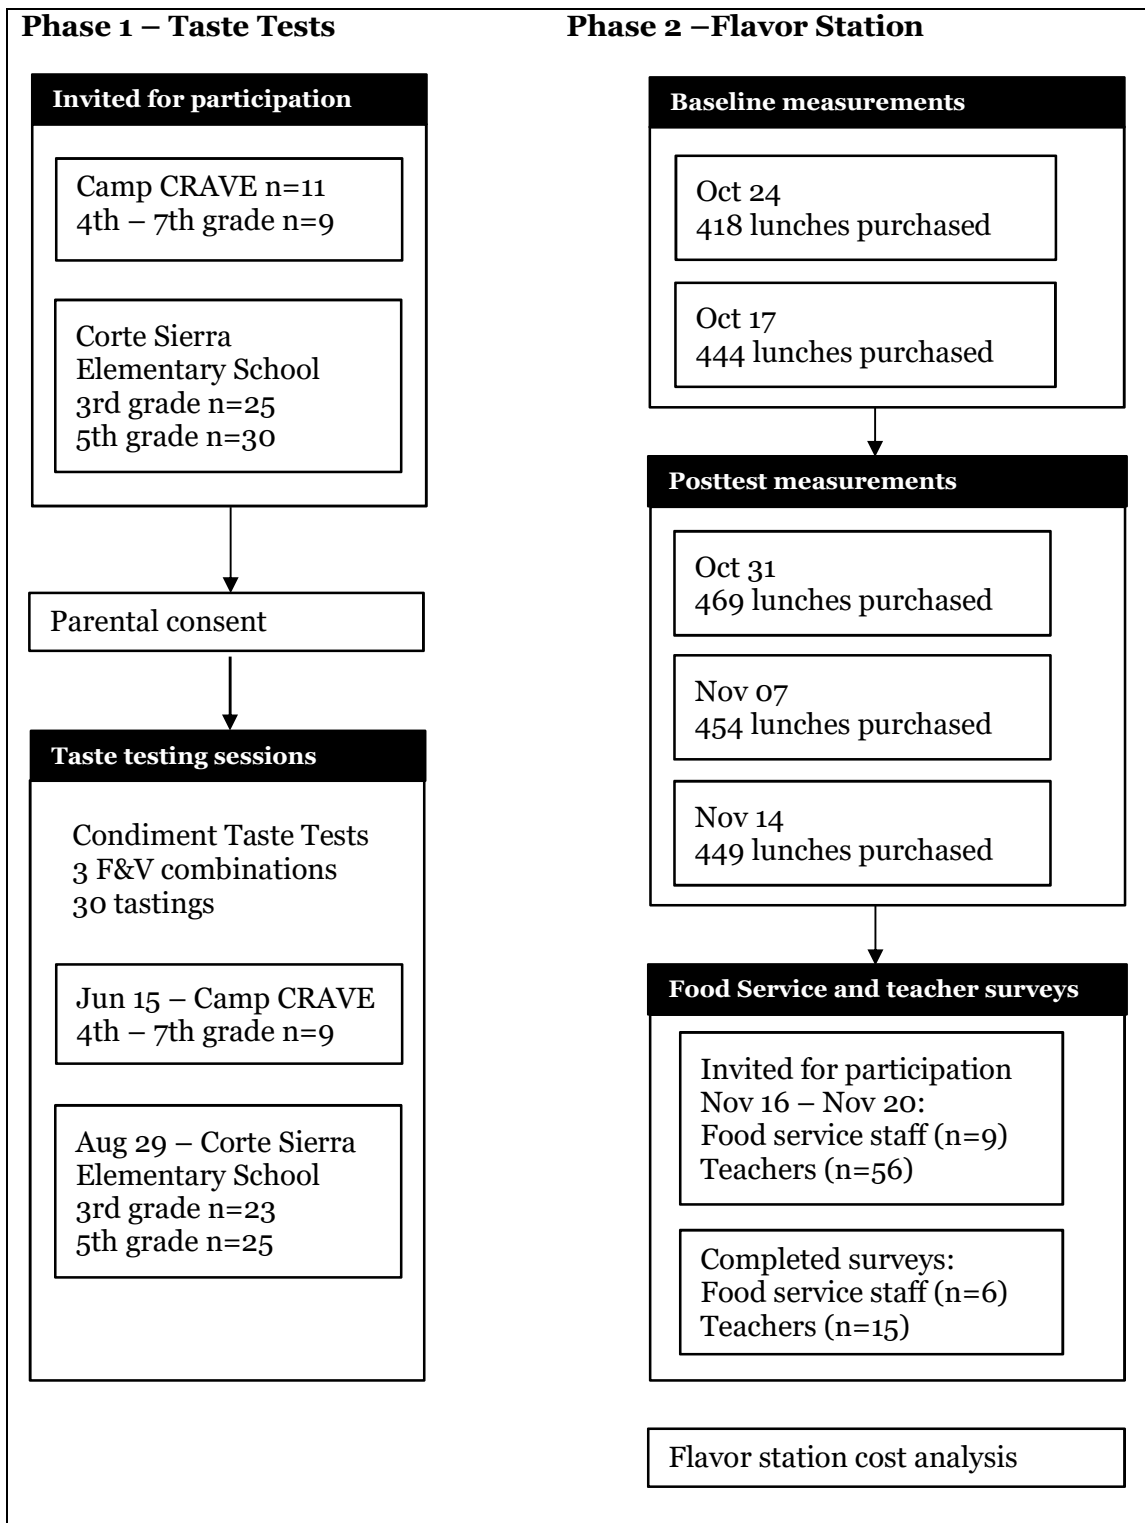 Phase 1 – Taste Tests
Invited for participation
Camp CRAVE n=11
4th – 7th grade n=9
Corte Sierra
Elementary School
3rd grade n=25
5th grade n=30
Parental consent
Taste testing sessions
Condiment Taste Tests
3 F&V combinations
30 tastings
Jun 15 – Camp CRAVE
4th – 7th grade n=9
Aug 29 – Corte Sierra
Elementary School
3rd grade n=23
5th grade n=25
Phase 2 –Flavor Station
Baseline measurements
Oct 24
418 lunches purchased
Oct 17
444 lunches purchased
Posttest measurements
Oct 31
469 lunches purchased
Nov 07
454 lunches purchased
Nov 14
449 lunches purchased
Food Service and teacher surveys
Invited for participation
Nov 16 – Nov 20:
Food service staff (n=9)
Teachers (n=56)
Completed surveys:
Food service staff (n=6)
Teachers (n=15)
Flavor station cost analysis